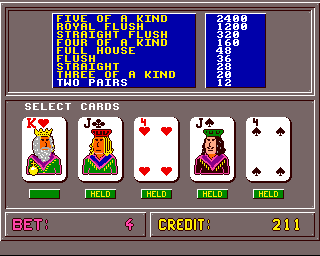 FIVE OF A KIND 2400
ROYAL FLUSH 1200
STRAIGHT FLUSH 320
FOUR OF A KIND 160
FULL HOUSE 48
FLUSH 36
STRAIGHT 28
THREE OF A KIND 20
TWO PAIRS 12
SELECT CARDS
K J 4 J 4
HELD HELD HELD HELD
BET: 4 CREDIT: 211